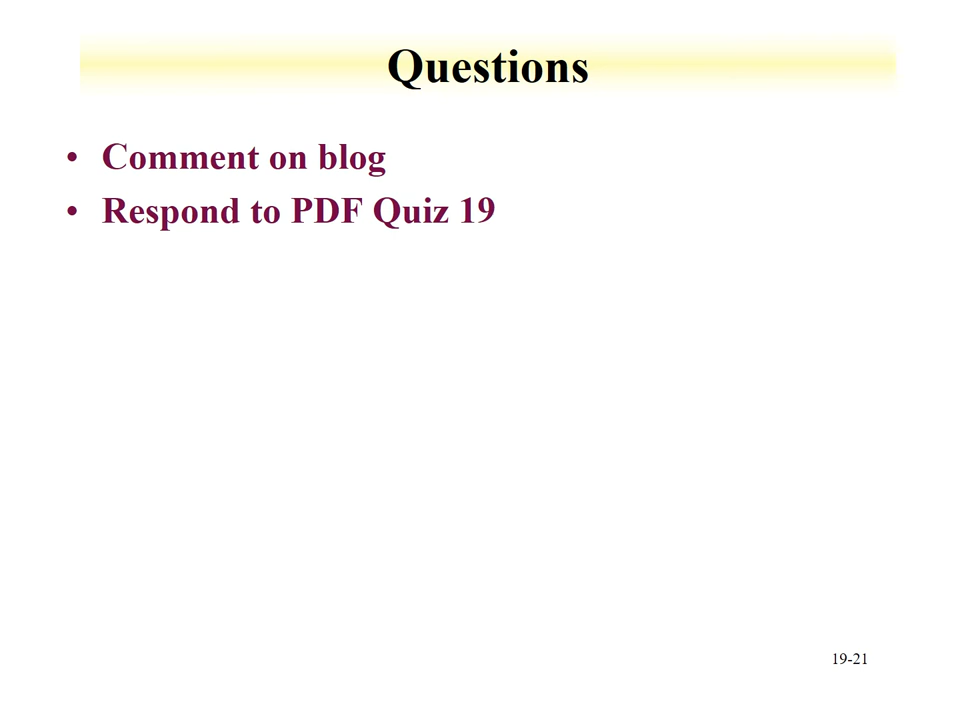 Questions
• Comment on blog
• Respond to PDF Quiz 19
19-21